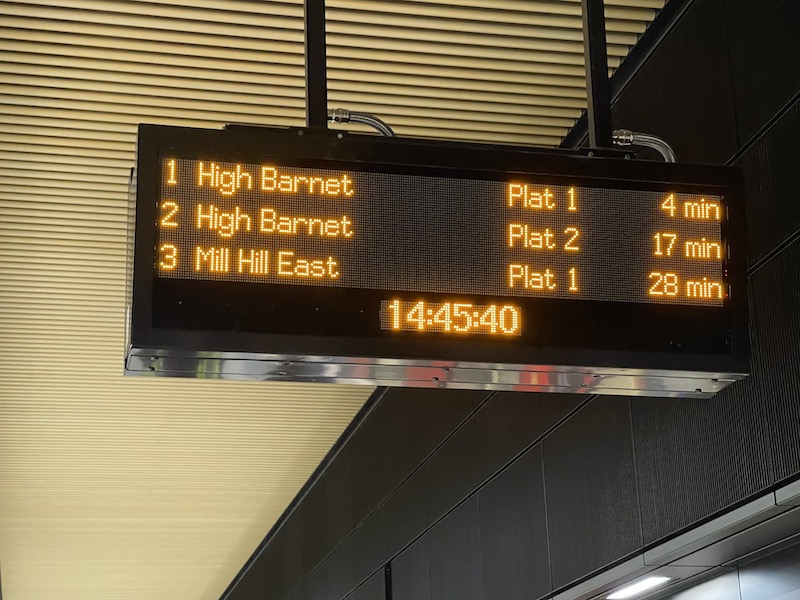 1 High Barnet Plat 1 4 min
2 High Barnet Plat 2 17 min
3 Mill Hill East Plat 1 28 min
14:45:40